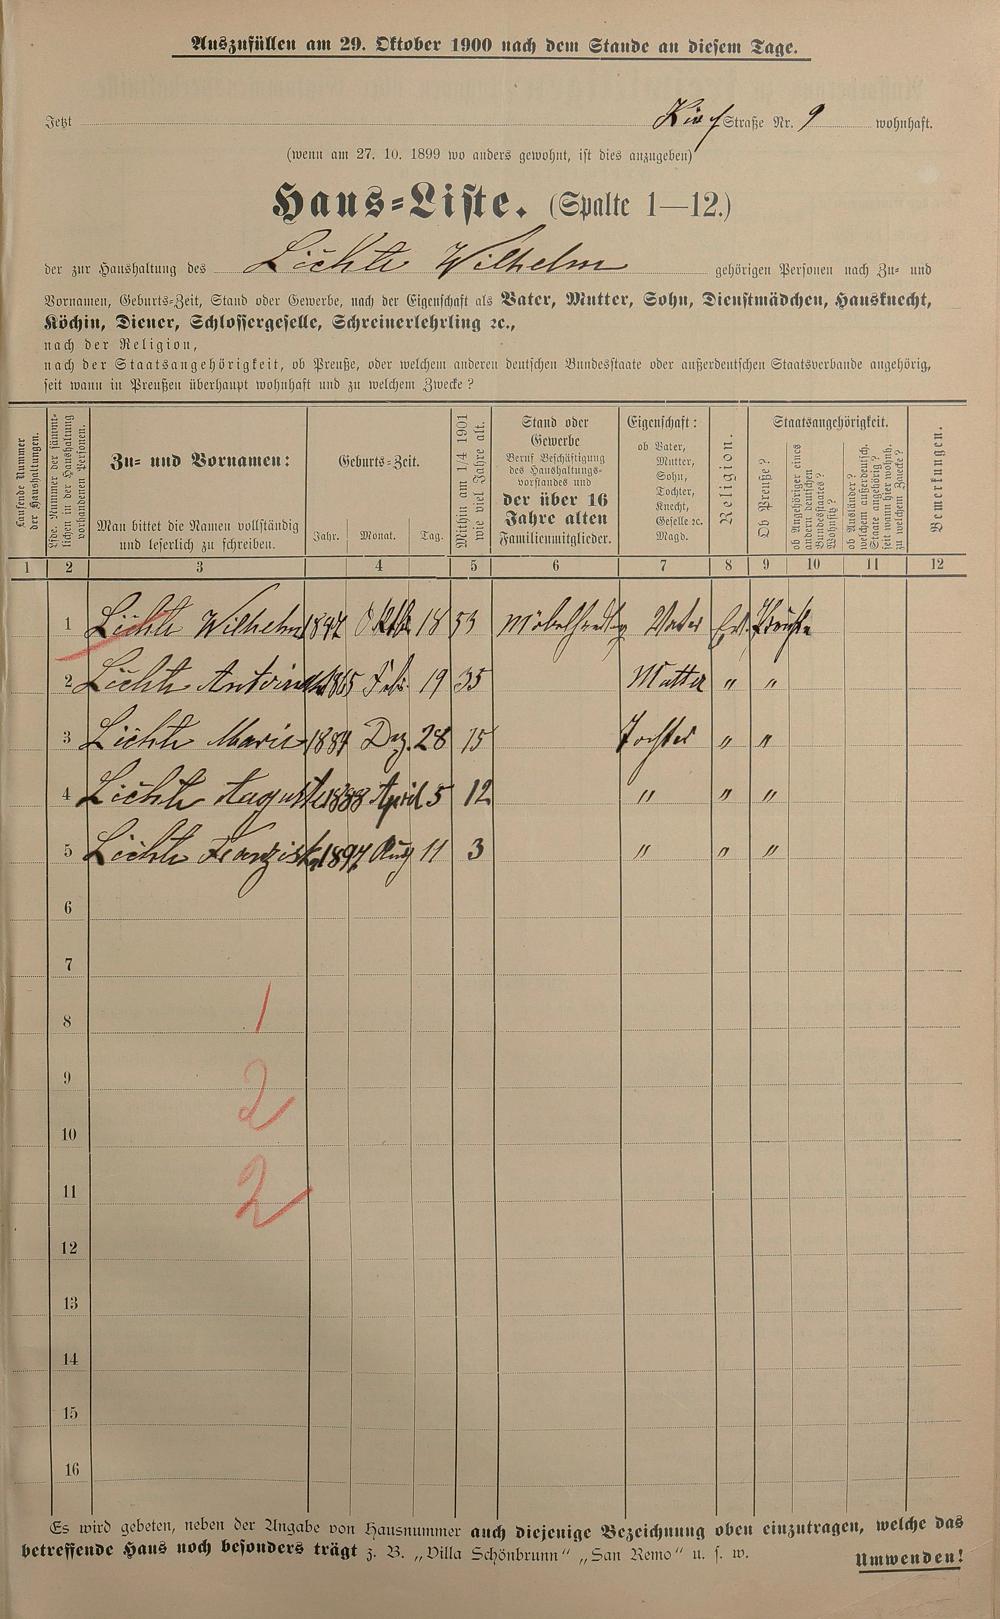 Auszufüllen am 29. Oktober 1900 nach dem Stande an diesem Tage.
Jetzt Straße Nr. 9 wohnhaft.
(wenn am 27. 10. 1899 wo anders gewohnt, ist dies anzugeben)
Haus-Liste. (Spalte 1—12.)
der zur Haushaltung des Lichte Wilhelm gehörigen Personen nach Zu- und
Vornamen, Geburts-Zeit, Stand oder Gewerbe, nach der Eigenschaft als Vater, Mutter, Sohn, Dienstmädchen, Hausknecht,
Köchin, Diener, Schlossergeselle, Schreinerlehrling ꝛc.,
nach der Religion,
nach der Staatsangehörigkeit, ob Preuße, oder welchem anderen deutschen Bundesstaate oder außerdeutschen Staatsverbande angehörig,
seit wann in Preußen überhaupt wohnhaft und zu welchem Zwecke?
Laufende Nummer
der Haushaltungen.
Lfde. Nummer der sämmt-
lichen in der Haushaltung
vorhandenen Personen.
Zu- und Vornamen:
Man bittet die Namen vollständig
und leserlich zu schreiben.
Geburts-Zeit.
Jahr. Monat. Tag.
Mithin am 1/4 1901
wie viel Jahre alt.
Stand oder
Gewerbe
Beruf Beschäftigung
des Haushaltungs-
vorstandes und
der über 16
Jahre alten
Familienmitglieder.
Eigenschaft:
ob Vater,
Mutter,
Sohn,
Tochter,
Knecht,
Geselle ꝛc.
Magd.
Religion.
Staatsangehörigkeit.
Ob Preuße?
ob Angehöriger eines
andern deutschen
Bundesstaates?
Wohnsitz?
ob Ausländer?
welchem außerdeutsch.
Staate angehörig?
seit wann hier wohnh.
zu welchem Zwecke?
Bemerkungen.
1 2 3 4 5 6 7 8 9 10 11 12
1 Lichte Wilhelm 1847 Oktb 18 53 Vater Ev. Preuße
2 Lichte 1865 Feb. 19 35 Mutter " "
3 Lichte Marie 188 Dez. 28 15 Tochter " "
4 Lichte Auguste 1888 April 5 12 " " "
5 Lichte Franziska 1897 Aug 11 3 " " "
6
7
8 1
9 2
10
11 2
12
13
14
15
16
Es wird gebeten, neben der Angabe von Hausnummer auch diejenige Bezeichnung oben einzutragen, welche das
betreffende Haus noch besonders trägt z. B. „Villa Schönbrunn“ „San Remo“ u. s. w.
Umwenden!